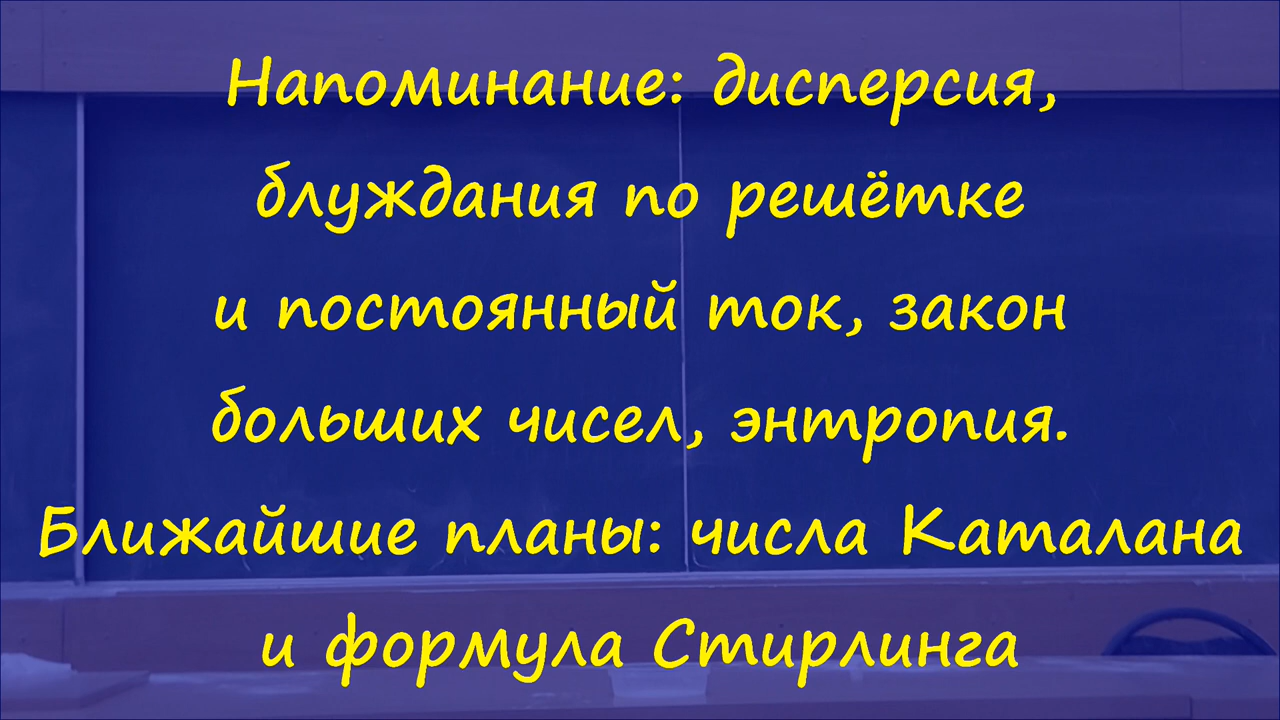 Напоминание: дисперсия,
блуждания по решётке
и постоянный ток, закон
больших чисел, энтропия.
Ближайшие планы: числа Каталана
и формула Стирлинга